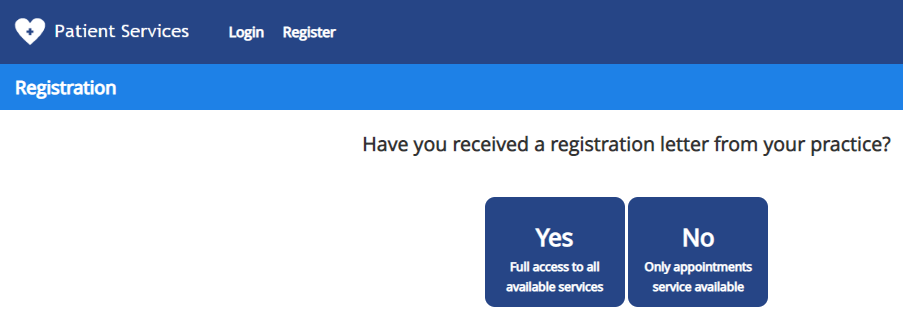 Patient Services Login Register
Registration
Have you received a registration letter from your practice?
Yes
Full access to all
available services
No
Only appointments
service available